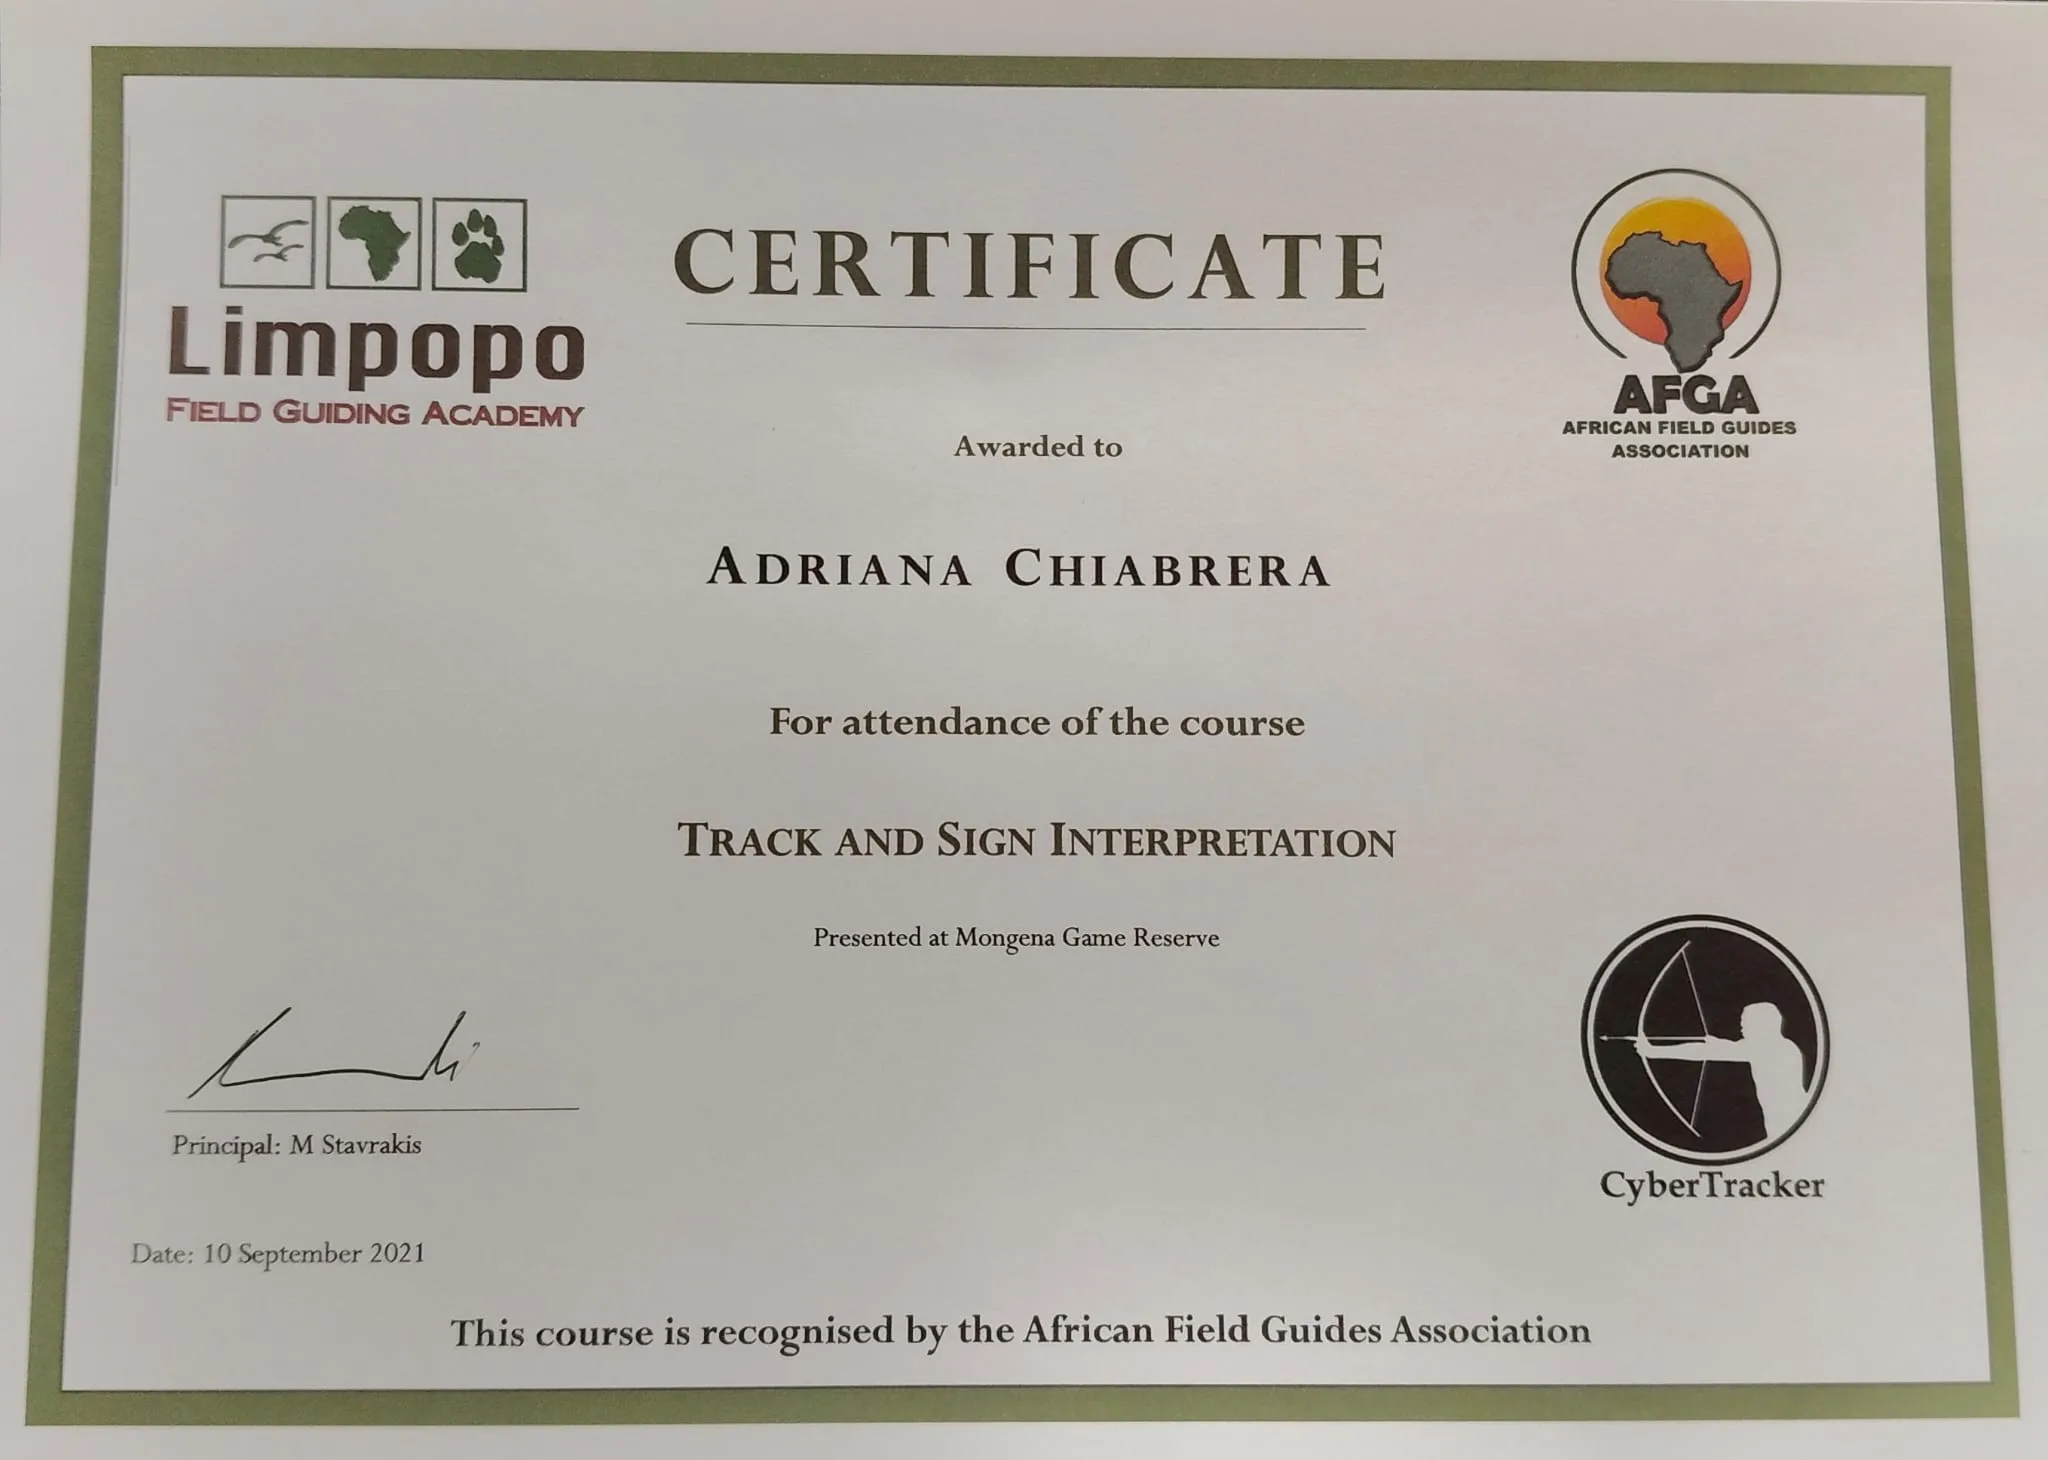 Limpopo
FIELD GUIDING ACADEMY
CERTIFICATE
AFGA
AFRICAN FIELD GUIDES
ASSOCIATION
Awarded to
ADRIANA CHIABRERA
For attendance of the course
TRACK AND SIGN INTERPRETATION
Presented at Mongena Game Reserve
Principal: M Stavrakis
CyberTracker
Date: 10 September 2021
This course is recognised by the African Field Guides Association